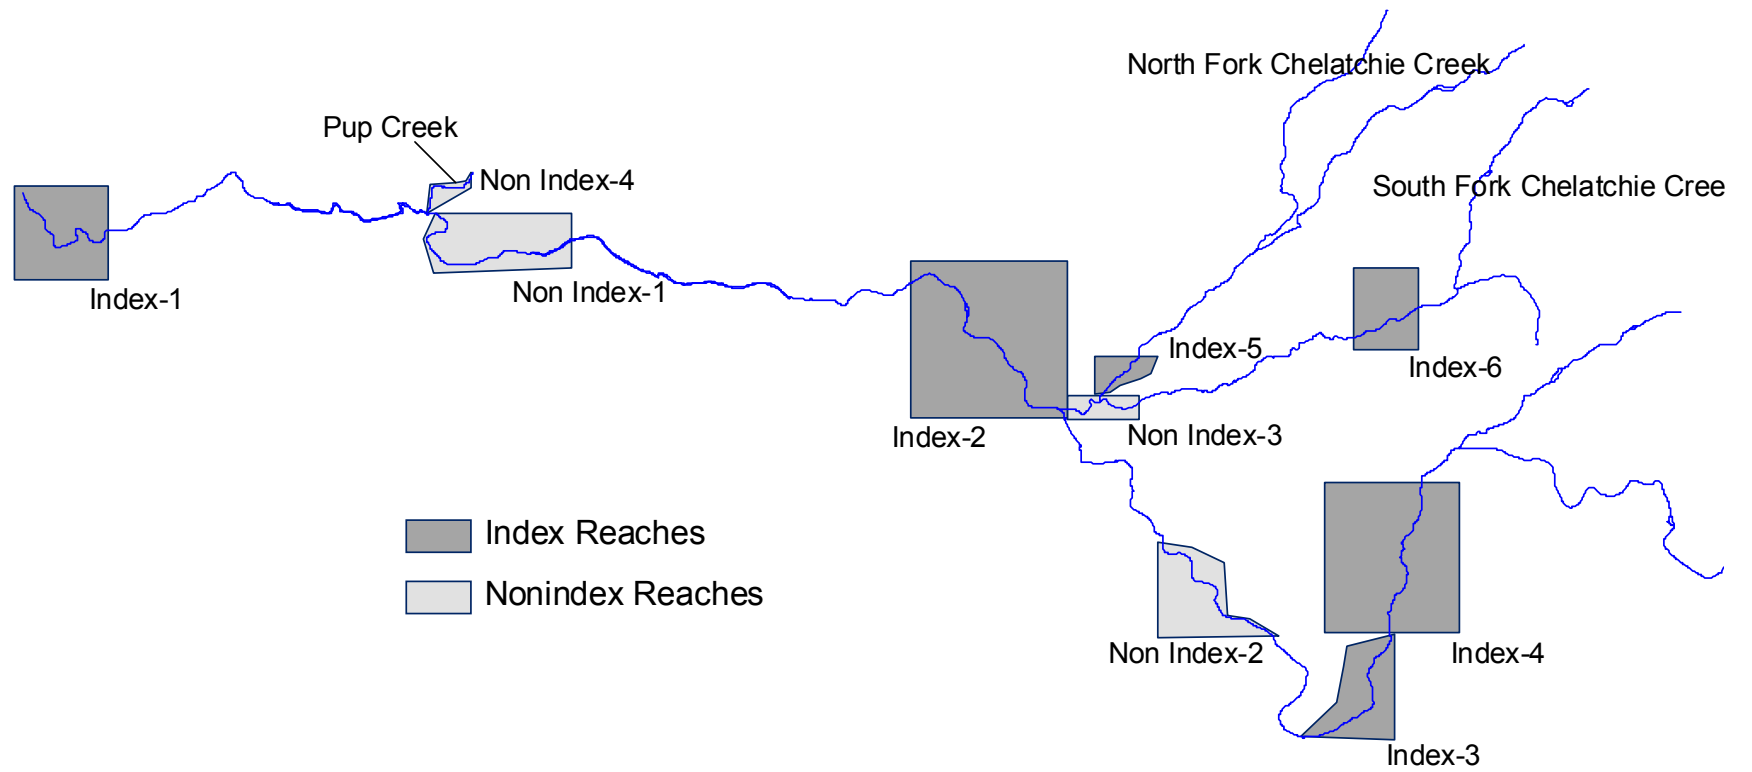 North Fork Chelatchie Creek
Pup Creek
Non Index-4
South Fork Chelatchie Cree
Index-1
Non Index-1
Index-5
Index-6
Index-2
Non Index-3
Index Reaches
Nonindex Reaches
Non Index-2
Index-4
Index-3